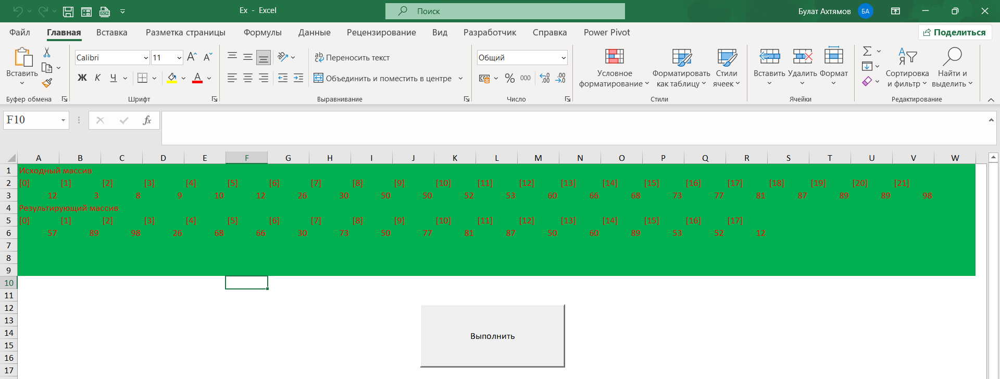 Ex - Excel
Поиск
Булат Ахтямов
БА
Файл Главная Вставка Разметка страницы Формулы Данные Рецензирование Вид Разработчик Справка Power Pivot Поделиться
Вставить
Буфер обмена
Calibri 11
Ж К Ч
Шрифт
Переносить текст
Объединить и поместить в центре
Выравнивание
Общий
% 000
Число
Условное форматирование
Форматировать как таблицу
Стили ячеек
Стили
Вставить Удалить Формат
Ячейки
Сортировка и фильтр
Найти и выделить
Редактирование
F10 fx
A B C D E F G H I J K L M N O P Q R S T U V W
1 Исходный массив
2 [0] [1] [2] [3] [4] [5] [6] [7] [8] [9] [10] [11] [12] [13] [14] [15] [16] [17] [18] [19] [20] [21]
3 12 3 8 9 10 12 26 30 50 50 52 53 60 66 68 73 77 81 87 89 89 98
4 Результирующий массив
5 [0] [1] [2] [3] [4] [5] [6] [7] [8] [9] [10] [11] [12] [13] [14] [15] [16] [17]
6 57 89 98 26 68 66 30 73 50 77 81 87 50 60 89 53 52 12
7
8
9
10
11
12
13
14
15
16
17
Выполнить